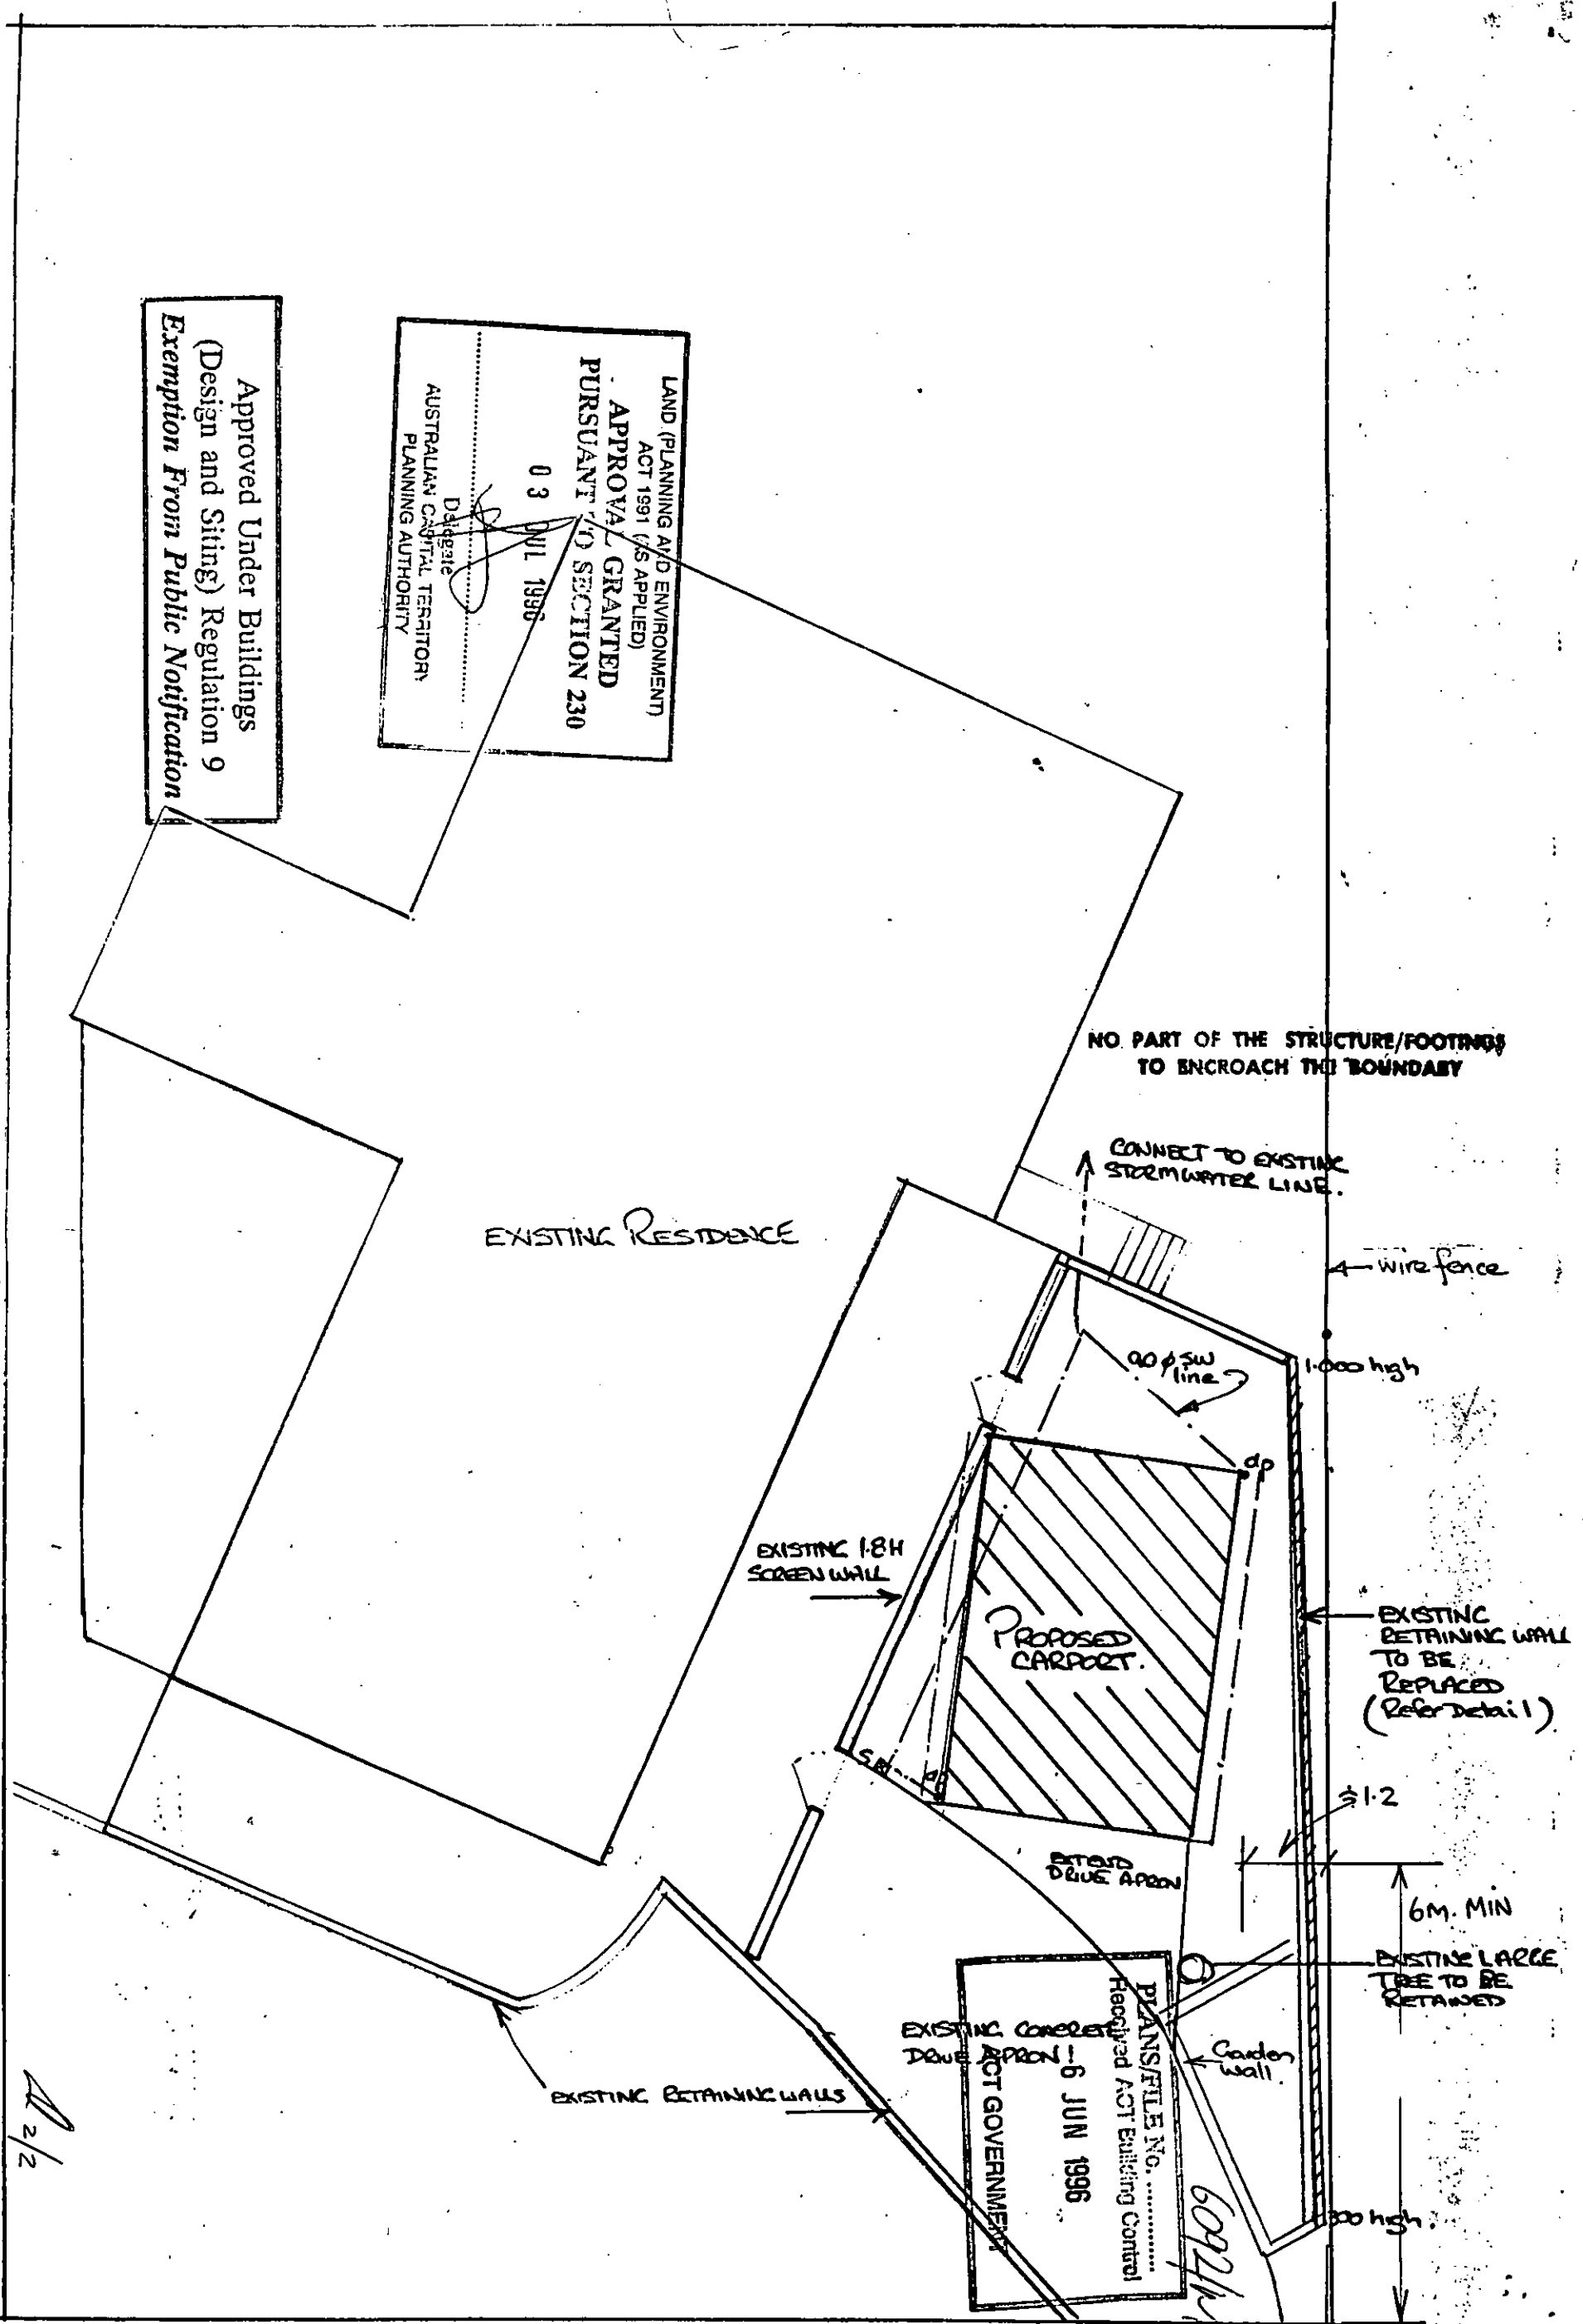 Approved Under Buildings
(Design and Siting) Regulation 9
Exemption From Public Notification
LAND (PLANNING AND ENVIRONMENT)
ACT 1991 (AS APPLIED)
APPROVAL GRANTED
PURSUANT TO SECTION 230
03 JUL 1996
Delegate
AUSTRALIAN CAPITAL TERRITORY
PLANNING AUTHORITY
NO PART OF THE STRUCTURE/FOOTINGS
TO ENCROACH THE BOUNDARY
CONNECT TO EXISTING
STORMWATER LINE.
EXISTING RESIDENCE
wire fence
1.000 high
90 ø SW
line
dp
EXISTING 1.8H
SCREEN WALL
PROPOSED
CARPORT.
EXISTING
RETAINING WALL
TO BE
REPLACED
(Refer Detail)
dp
1.2
EXTEND
DRIVE APRON
6M. MIN
EXISTING LARGE
TREE TO BE
RETAINED
EXISTING CONCRETE
DRIVE APRON
Garden
Wall.
PLANS/FILE No. ............
Received ACT Building Control
-6 JUN 1996
ACT GOVERNMENT
EXISTING RETAINING WALLS
300 high.
2/2